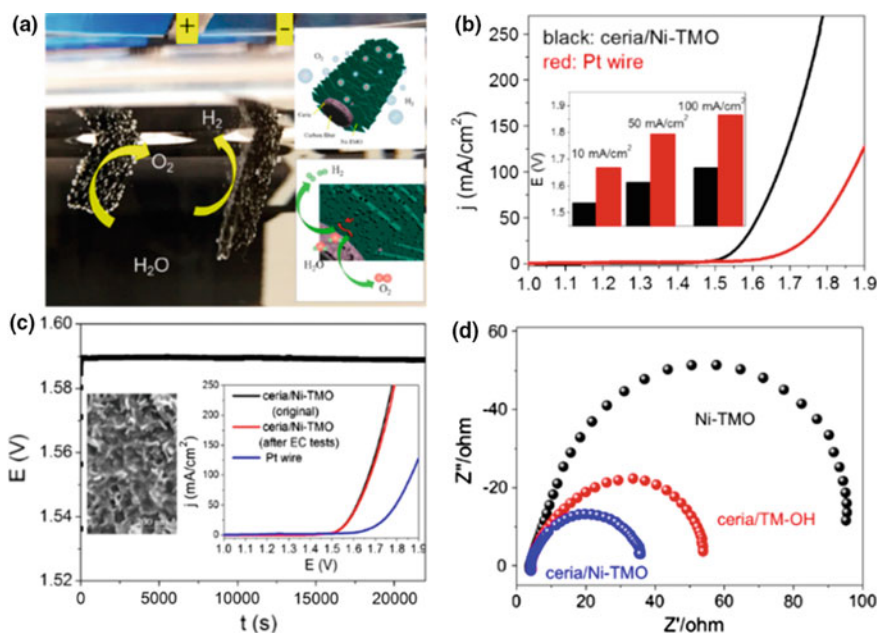 (a)
+
-
H2
O2
H2O
O2
H2
Ceria
Carbon fiber
Ni-TMO
H2
H2O
O2
(b)
black: ceria/Ni-TMO
red: Pt wire
250
200
150
100
50
0
j (mA/cm²)
1.0 1.1 1.2 1.3 1.4 1.5 1.6 1.7 1.8 1.9
1.9
1.8
1.7
1.6
1.5
E (V)
10 mA/cm²
50 mA/cm²
100 mA/cm²
(c)
1.60
1.58
1.56
1.54
1.52
E (V)
0 5000 10000 15000 20000
t (s)
250
200
150
100
50
0
j (mA/cm²)
ceria/Ni-TMO
(original)
ceria/Ni-TMO
(after EC tests)
Pt wire
1.0 1.1 1.2 1.3 1.4 1.5 1.6 1.7 1.8 1.9
E (V)
(d)
-60
-40
-20
0
Z"/ohm
Ni-TMO
ceria/TM-OH
ceria/Ni-TMO
0 20 40 60 80 100
Z'/ohm